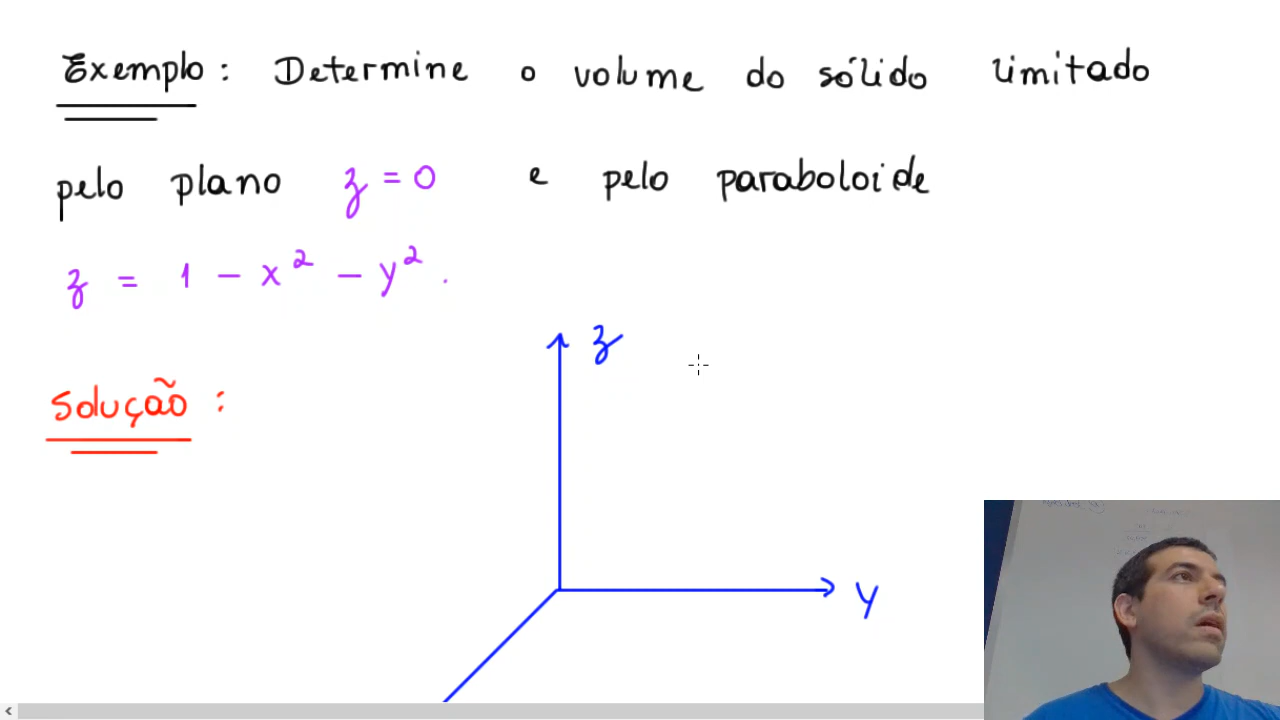 Exemplo: Determine o volume do sólido limitado
pelo plano z = 0 e pelo paraboloide
z = 1 - x² - y².
z
Solução:
y